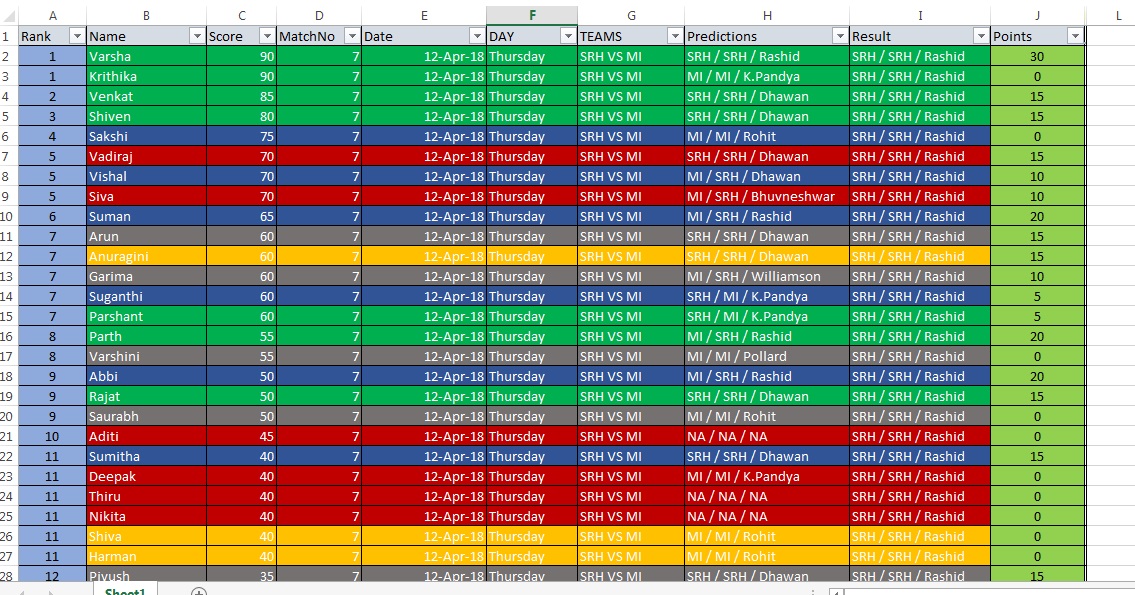 A B C D E F G H I J L
1 Rank Name Score MatchNo Date DAY TEAMS Predictions Result Points
2 1 Varsha 90 7 12-Apr-18 Thursday SRH VS MI SRH / SRH / Rashid SRH / SRH / Rashid 30
3 1 Krithika 90 7 12-Apr-18 Thursday SRH VS MI MI / MI / K.Pandya SRH / SRH / Rashid 0
4 2 Venkat 85 7 12-Apr-18 Thursday SRH VS MI SRH / SRH / Dhawan SRH / SRH / Rashid 15
5 3 Shiven 80 7 12-Apr-18 Thursday SRH VS MI SRH / SRH / Dhawan SRH / SRH / Rashid 15
6 4 Sakshi 75 7 12-Apr-18 Thursday SRH VS MI MI / MI / Rohit SRH / SRH / Rashid 0
7 5 Vadiraj 70 7 12-Apr-18 Thursday SRH VS MI SRH / SRH / Dhawan SRH / SRH / Rashid 15
8 5 Vishal 70 7 12-Apr-18 Thursday SRH VS MI MI / SRH / Dhawan SRH / SRH / Rashid 10
9 5 Siva 70 7 12-Apr-18 Thursday SRH VS MI MI / SRH / Bhuvneshwar SRH / SRH / Rashid 10
10 6 Suman 65 7 12-Apr-18 Thursday SRH VS MI MI / SRH / Rashid SRH / SRH / Rashid 20
11 7 Arun 60 7 12-Apr-18 Thursday SRH VS MI SRH / SRH / Dhawan SRH / SRH / Rashid 15
12 7 Anuragini 60 7 12-Apr-18 Thursday SRH VS MI SRH / SRH / Dhawan SRH / SRH / Rashid 15
13 7 Garima 60 7 12-Apr-18 Thursday SRH VS MI MI / SRH / Williamson SRH / SRH / Rashid 10
14 7 Suganthi 60 7 12-Apr-18 Thursday SRH VS MI SRH / MI / K.Pandya SRH / SRH / Rashid 5
15 7 Parshant 60 7 12-Apr-18 Thursday SRH VS MI SRH / MI / K.Pandya SRH / SRH / Rashid 5
16 8 Parth 55 7 12-Apr-18 Thursday SRH VS MI MI / SRH / Rashid SRH / SRH / Rashid 20
17 8 Varshini 55 7 12-Apr-18 Thursday SRH VS MI MI / MI / Pollard SRH / SRH / Rashid 0
18 9 Abbi 50 7 12-Apr-18 Thursday SRH VS MI MI / SRH / Rashid SRH / SRH / Rashid 20
19 9 Rajat 50 7 12-Apr-18 Thursday SRH VS MI SRH / SRH / Dhawan SRH / SRH / Rashid 15
20 9 Saurabh 50 7 12-Apr-18 Thursday SRH VS MI MI / MI / Rohit SRH / SRH / Rashid 0
21 10 Aditi 45 7 12-Apr-18 Thursday SRH VS MI NA / NA / NA SRH / SRH / Rashid 0
22 11 Sumitha 40 7 12-Apr-18 Thursday SRH VS MI SRH / SRH / Dhawan SRH / SRH / Rashid 15
23 11 Deepak 40 7 12-Apr-18 Thursday SRH VS MI MI / MI / K.Pandya SRH / SRH / Rashid 0
24 11 Thiru 40 7 12-Apr-18 Thursday SRH VS MI NA / NA / NA SRH / SRH / Rashid 0
25 11 Nikita 40 7 12-Apr-18 Thursday SRH VS MI NA / NA / NA SRH / SRH / Rashid 0
26 11 Shiva 40 7 12-Apr-18 Thursday SRH VS MI MI / MI / Rohit SRH / SRH / Rashid 0
27 11 Harman 40 7 12-Apr-18 Thursday SRH VS MI MI / MI / Rohit SRH / SRH / Rashid 0
28 12 Piyush 35 7 12-Apr-18 Thursday SRH VS MI SRH / SRH / Dhawan SRH / SRH / Rashid 15
Sheet1